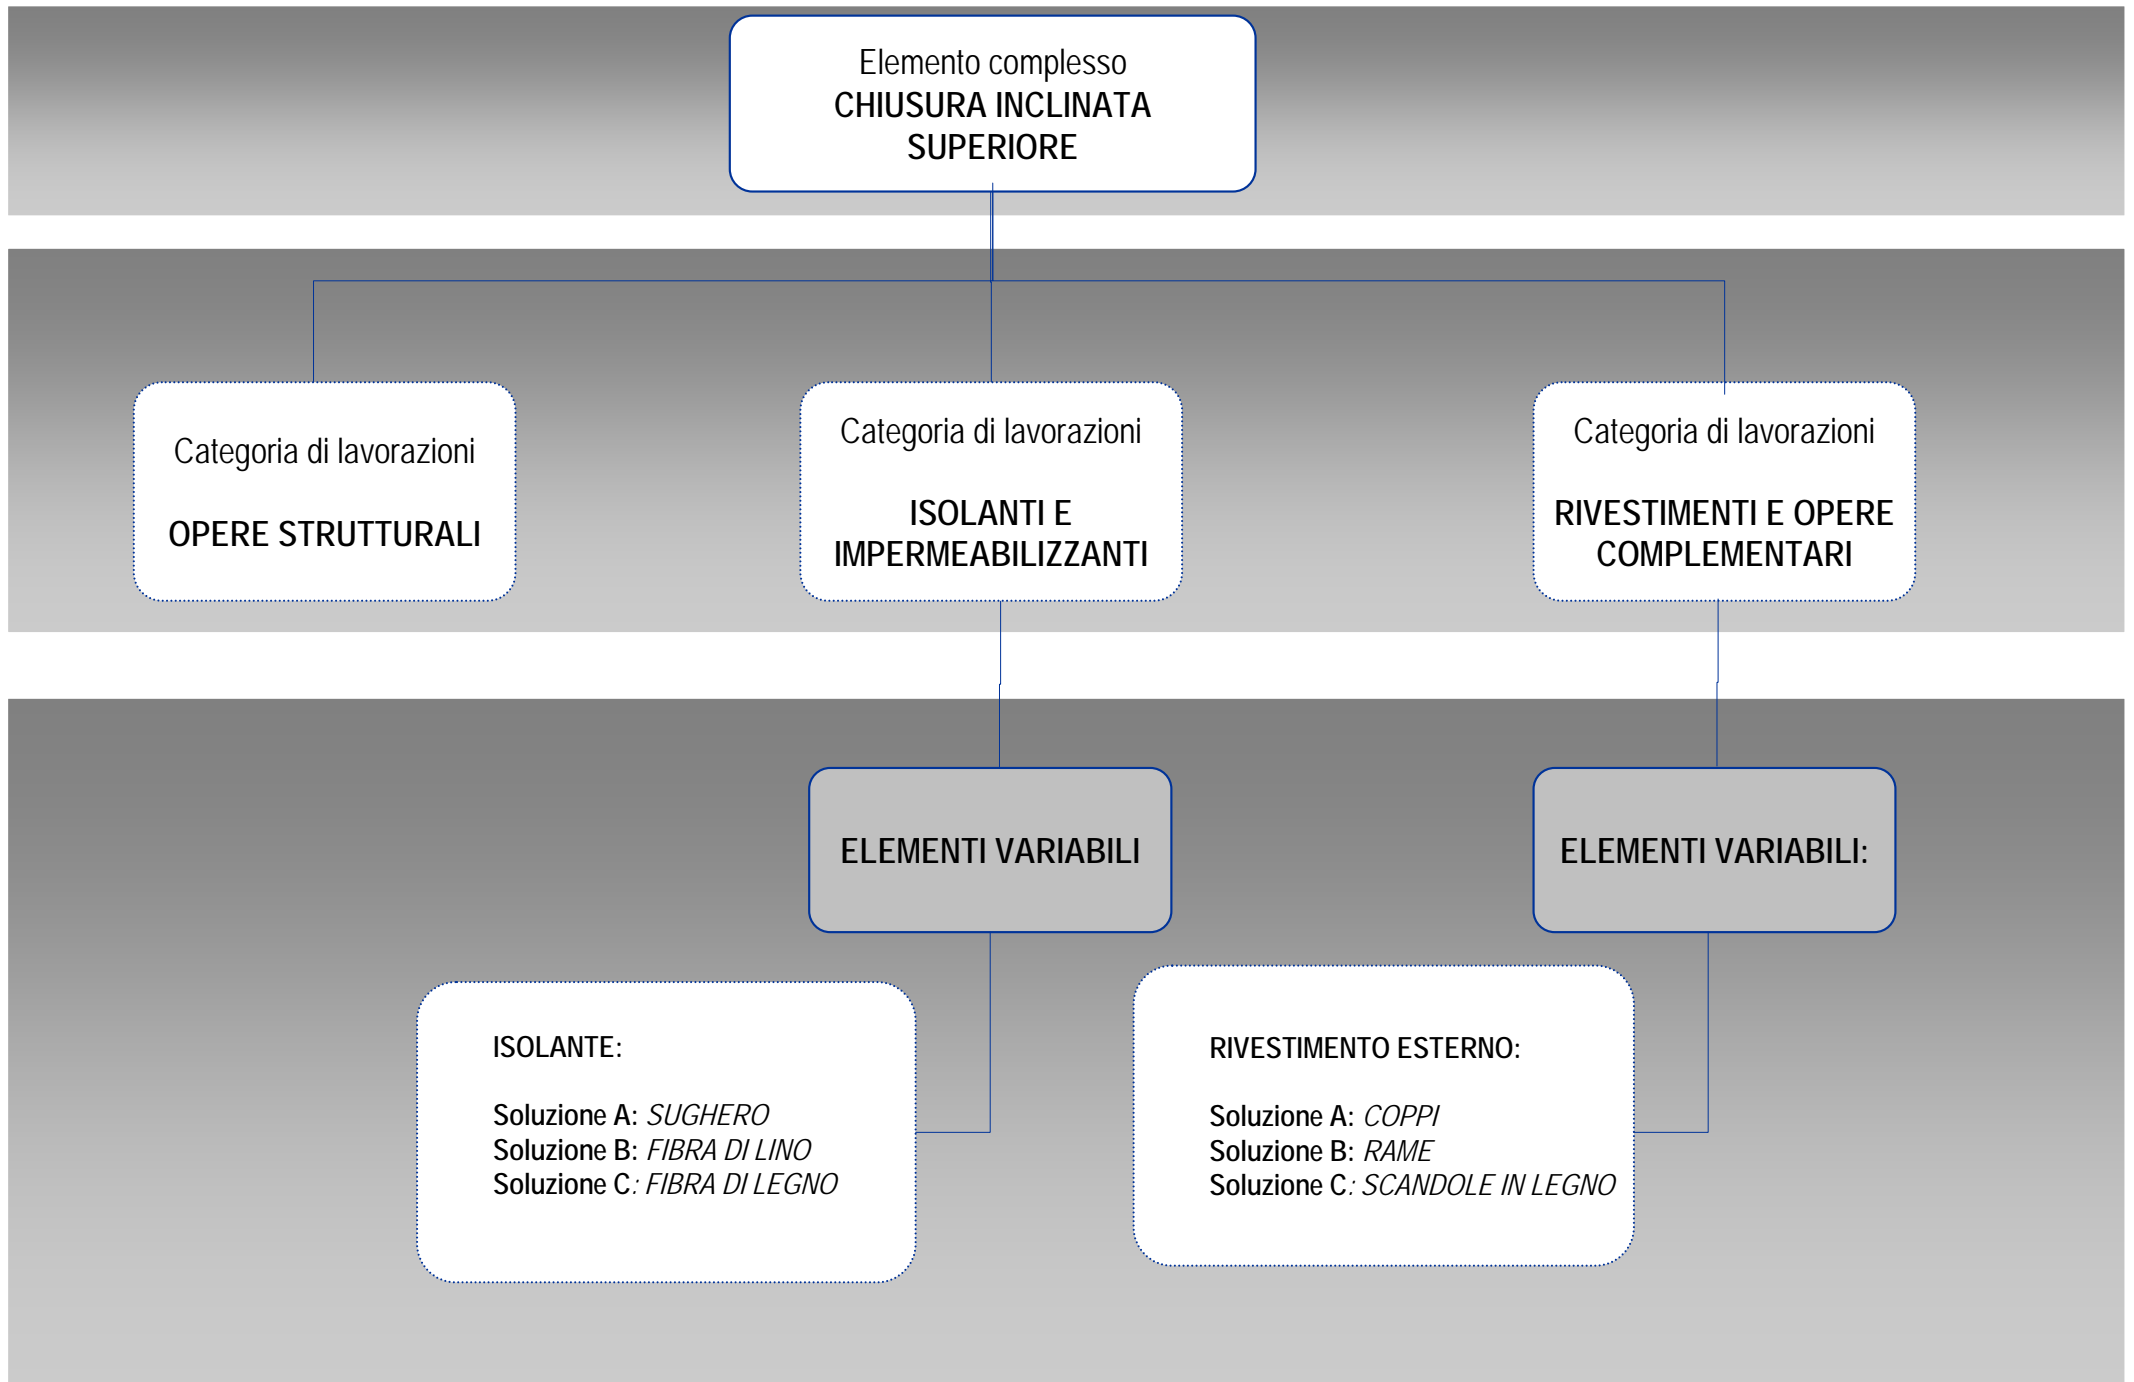 Elemento complesso
CHIUSURA INCLINATA
SUPERIORE
Categoria di lavorazioni
OPERE STRUTTURALI
Categoria di lavorazioni
ISOLANTI E
IMPERMEABILIZZANTI
Categoria di lavorazioni
RIVESTIMENTI E OPERE
COMPLEMENTARI
ELEMENTI VARIABILI
ELEMENTI VARIABILI:
ISOLANTE:
Soluzione A: SUGHERO
Soluzione B: FIBRA DI LINO
Soluzione C: FIBRA DI LEGNO
RIVESTIMENTO ESTERNO:
Soluzione A: COPPI
Soluzione B: RAME
Soluzione C: SCANDOLE IN LEGNO